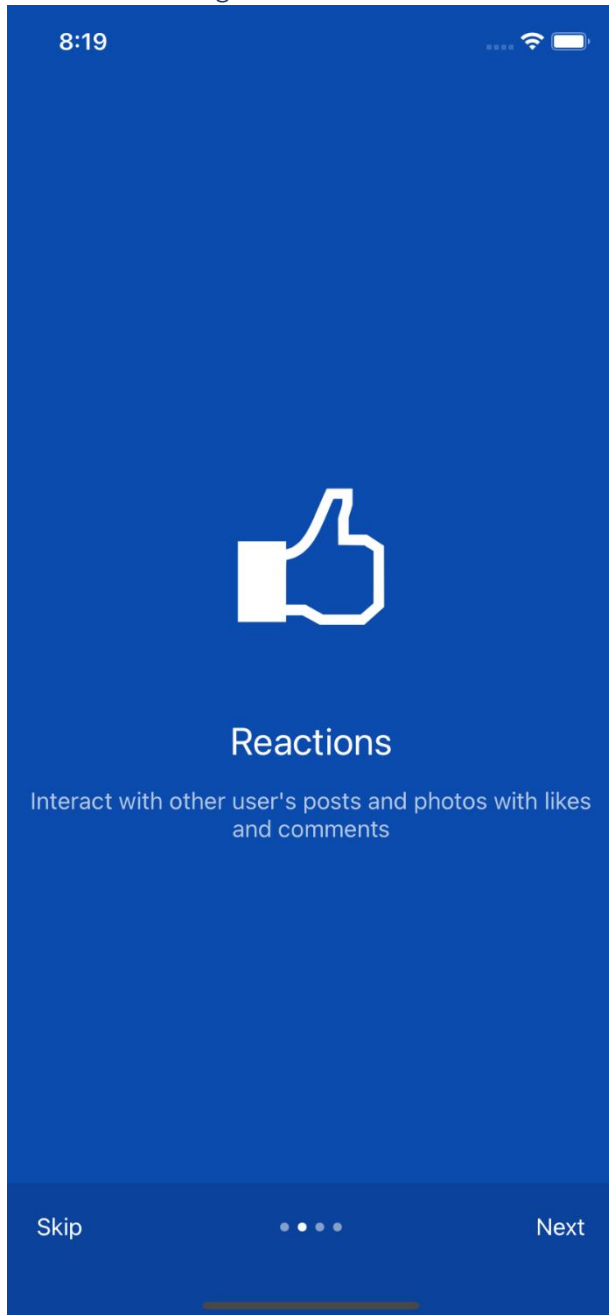 8:19
Reactions
Interact with other user's posts and photos with likes
and comments
Skip
Next